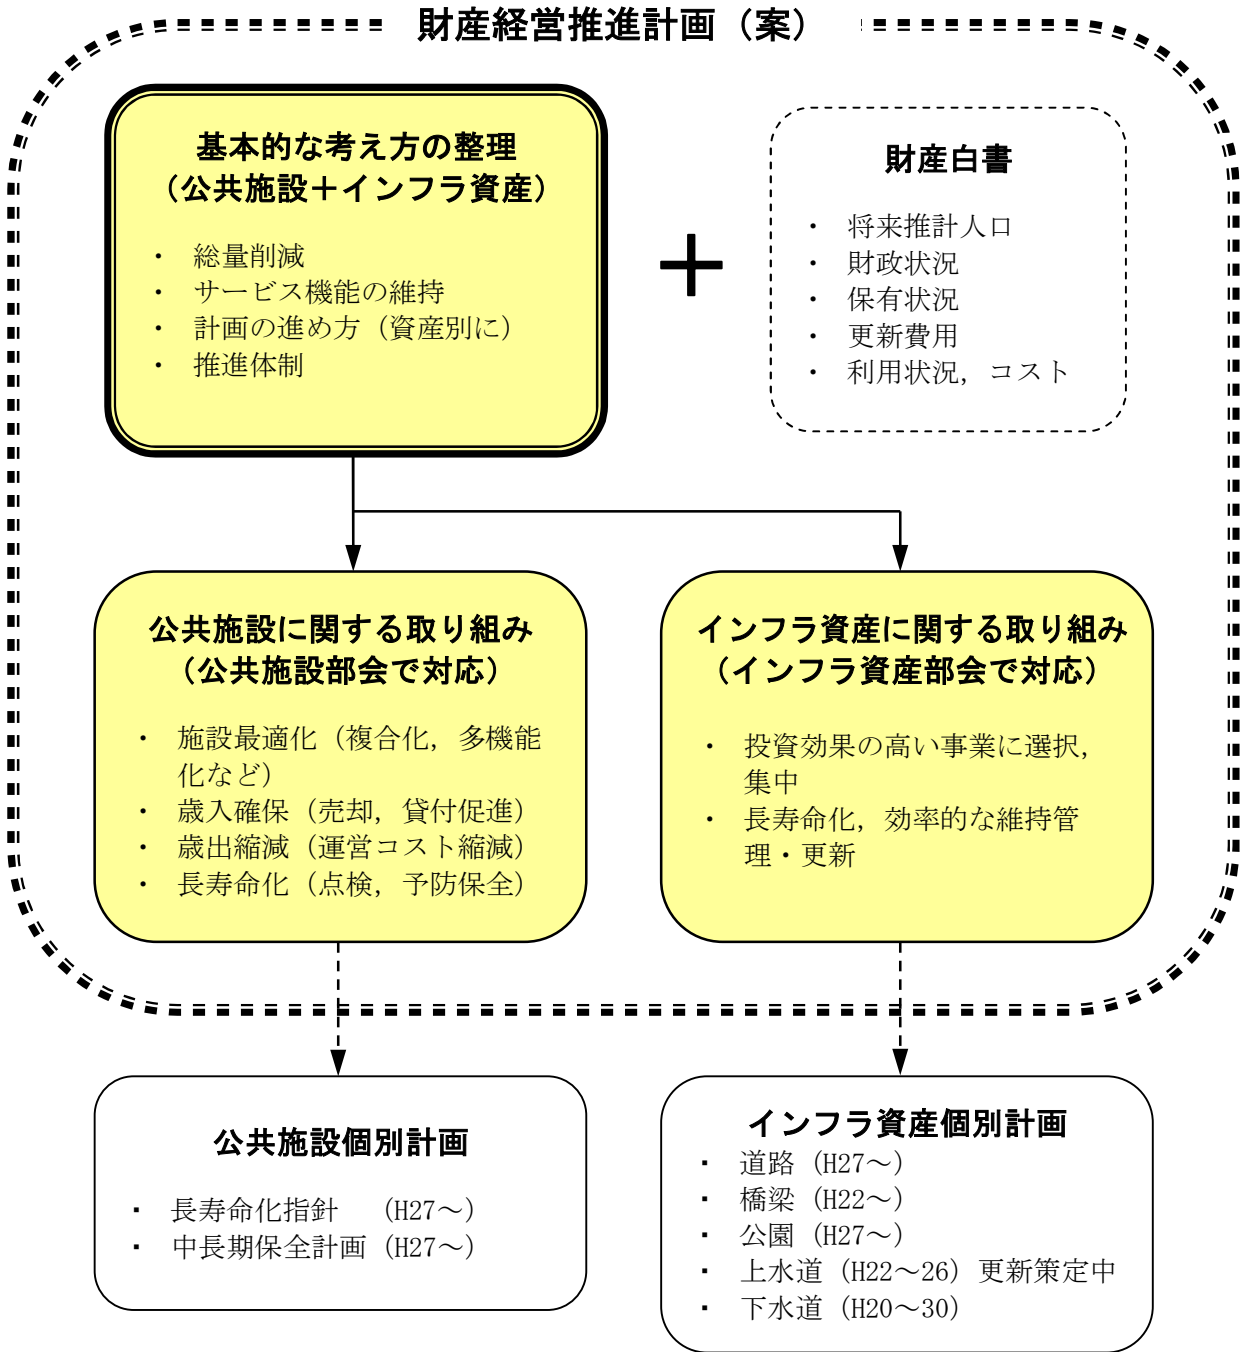 財産経営推進計画（案）
基本的な考え方の整理
（公共施設＋インフラ資産）
・ 総量削減
・ サービス機能の維持
・ 計画の進め方（資産別に）
・ 推進体制
＋
財産白書
・ 将来推計人口
・ 財政状況
・ 保有状況
・ 更新費用
・ 利用状況，コスト
公共施設に関する取り組み
（公共施設部会で対応）
・ 施設最適化（複合化，多機能
化など）
・ 歳入確保（売却，貸付促進）
・ 歳出縮減（運営コスト縮減）
・ 長寿命化（点検，予防保全）
インフラ資産に関する取り組み
（インフラ資産部会で対応）
・ 投資効果の高い事業に選択，
集中
・ 長寿命化，効率的な維持管
理・更新
公共施設個別計画
・ 長寿命化指針　（H27～）
・ 中長期保全計画（H27～）
インフラ資産個別計画
・ 道路（H27～）
・ 橋梁（H22～）
・ 公園（H27～）
・ 上水道（H22～26）更新策定中
・ 下水道（H20～30）